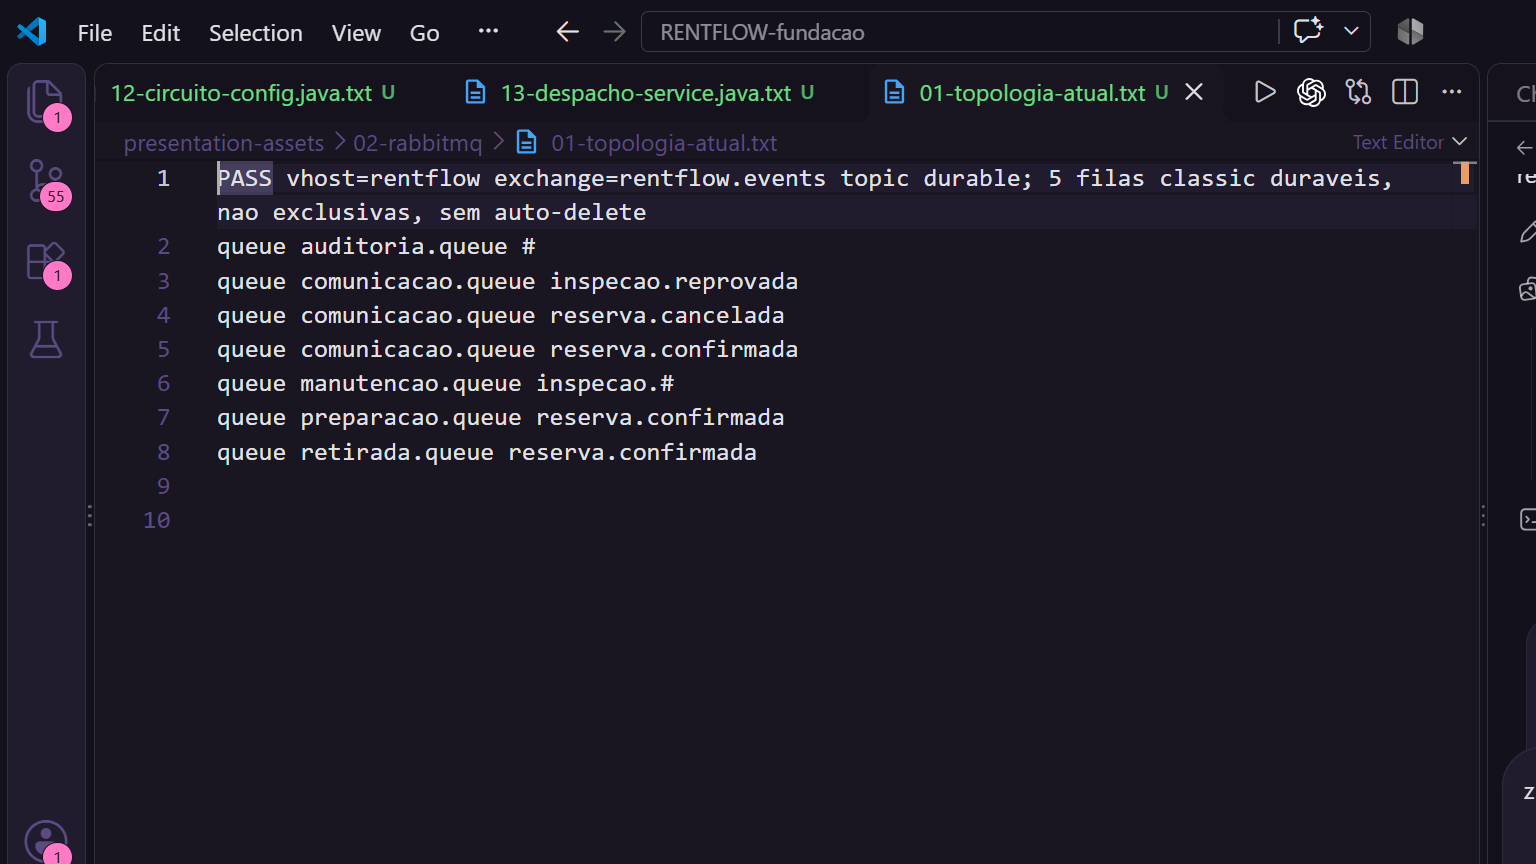 File Edit Selection View Go ··· RENTFLOW-fundacao
12-circuito-config.java.txt U 13-despacho-service.java.txt U 01-topologia-atual.txt U
presentation-assets > 02-rabbitmq > 01-topologia-atual.txt Text Editor
1 PASS vhost=rentflow exchange=rentflow.events topic durable; 5 filas classic duraveis,
nao exclusivas, sem auto-delete
2 queue auditoria.queue #
3 queue comunicacao.queue inspecao.reprovada
4 queue comunicacao.queue reserva.cancelada
5 queue comunicacao.queue reserva.confirmada
6 queue manutencao.queue inspecao.#
7 queue preparacao.queue reserva.confirmada
8 queue retirada.queue reserva.confirmada
9
10
1
55
1
1